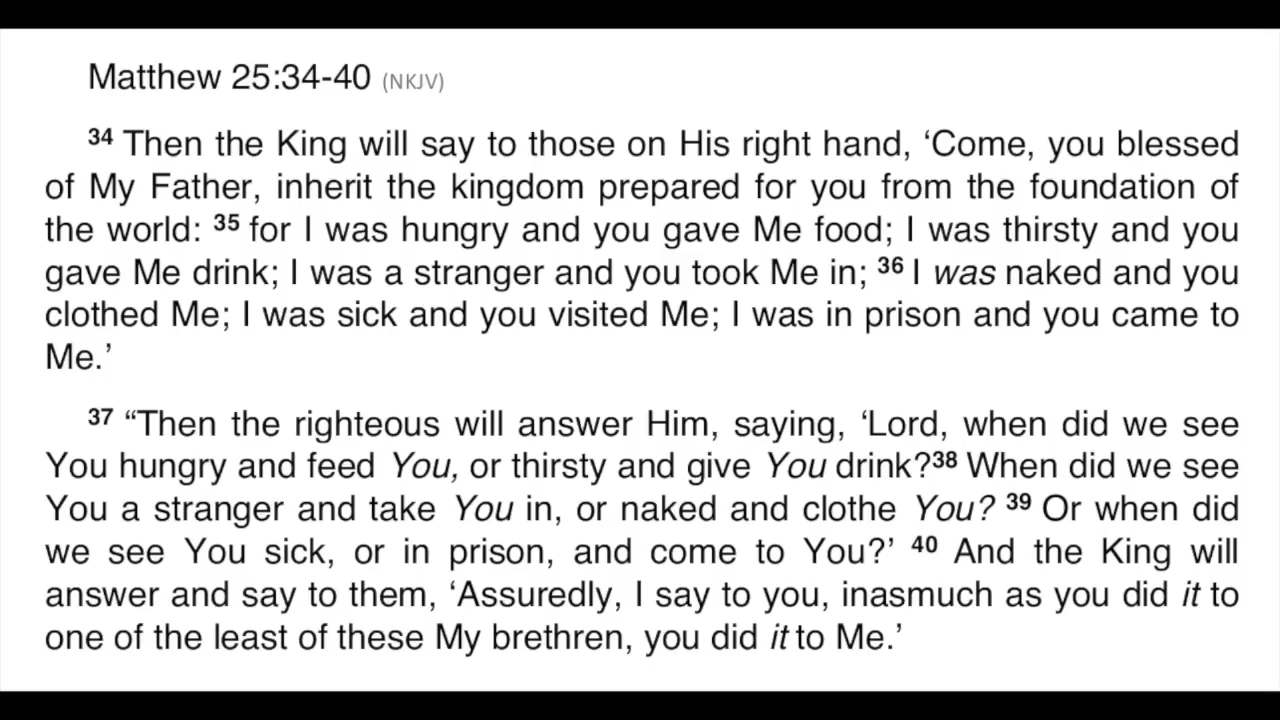 Matthew 25:34-40 (NKJV)
34 Then the King will say to those on His right hand, ‘Come, you blessed
of My Father, inherit the kingdom prepared for you from the foundation of
the world: 35 for I was hungry and you gave Me food; I was thirsty and you
gave Me drink; I was a stranger and you took Me in; 36 I was naked and you
clothed Me; I was sick and you visited Me; I was in prison and you came to
Me.’
37 “Then the righteous will answer Him, saying, ‘Lord, when did we see
You hungry and feed You, or thirsty and give You drink?38 When did we see
You a stranger and take You in, or naked and clothe You? 39 Or when did
we see You sick, or in prison, and come to You?’ 40 And the King will
answer and say to them, ‘Assuredly, I say to you, inasmuch as you did it to
one of the least of these My brethren, you did it to Me.’